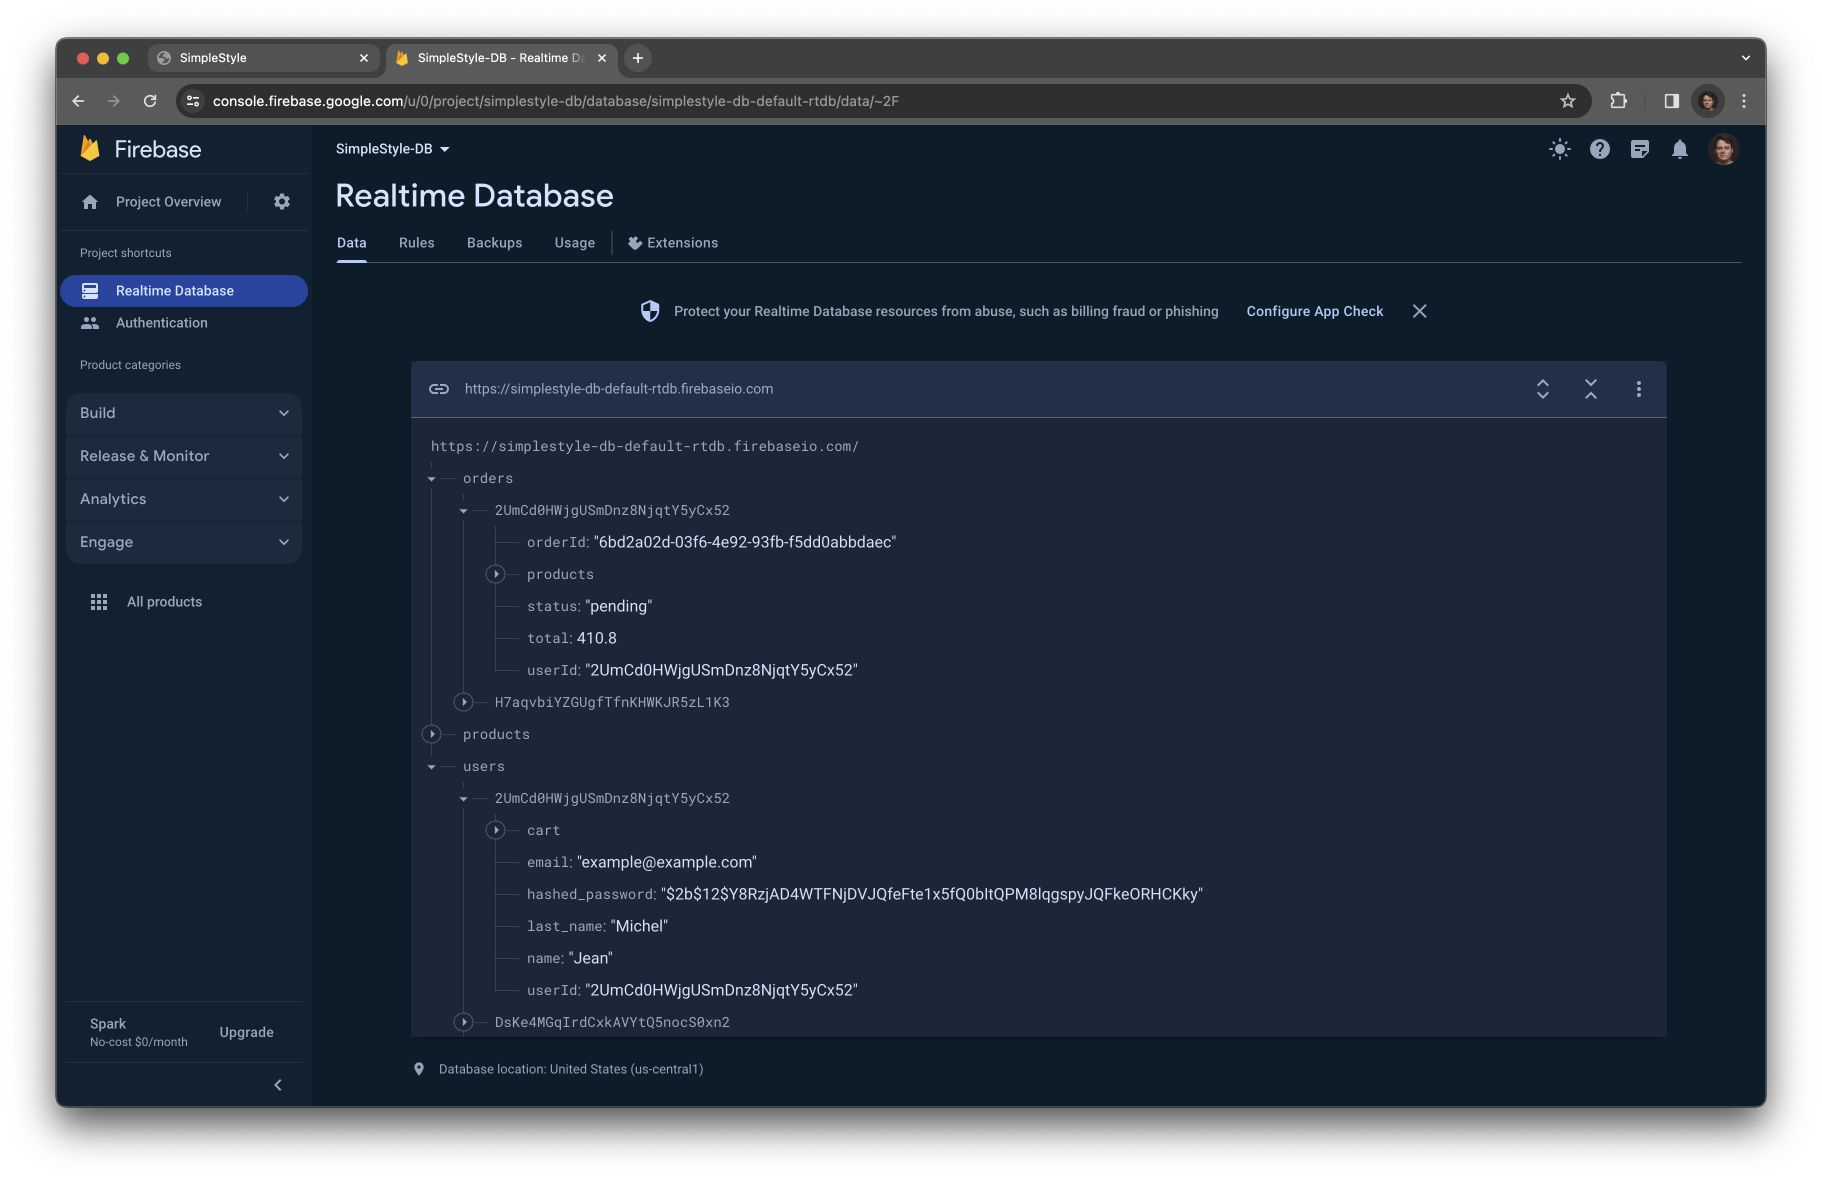 SimpleStyle
SimpleStyle-DB - Realtime Da
console.firebase.google.com/u/0/project/simplestyle-db/database/simplestyle-db-default-rtdb/data/~2F
Firebase
Project Overview
Project shortcuts
Realtime Database
Authentication
Product categories
Build
Release & Monitor
Analytics
Engage
All products
Spark
No-cost $0/month
Upgrade
SimpleStyle-DB
Realtime Database
Data Rules Backups Usage Extensions
Protect your Realtime Database resources from abuse, such as billing fraud or phishing Configure App Check
https://simplestyle-db-default-rtdb.firebaseio.com
https://simplestyle-db-default-rtdb.firebaseio.com/
orders
2UmCd0HWjgUSmDnz8NjqtY5yCx52
orderId: "6bd2a02d-03f6-4e92-93fb-f5dd0abbdaec"
products
status: "pending"
total: 410.8
userId: "2UmCd0HWjgUSmDnz8NjqtY5yCx52"
H7aqvbiYZGUgfTfnKHWKJR5zL1K3
products
users
2UmCd0HWjgUSmDnz8NjqtY5yCx52
cart
email: "example@example.com"
hashed_password: "$2b$12$Y8RzjAD4WTFNjDVJQfeFte1x5fQ0bItQPM8lqgspyJQFkeORHCKky"
last_name: "Michel"
name: "Jean"
userId: "2UmCd0HWjgUSmDnz8NjqtY5yCx52"
DsKe4MGqIrdCxkAVYtQ5nocS0xn2
Database location: United States (us-central1)